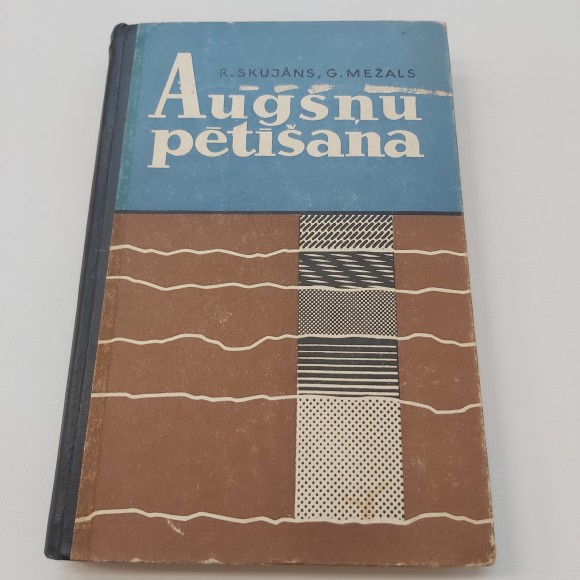 R. SKUJĀNS, G. MEŽALS
Augšņu
pētīšana